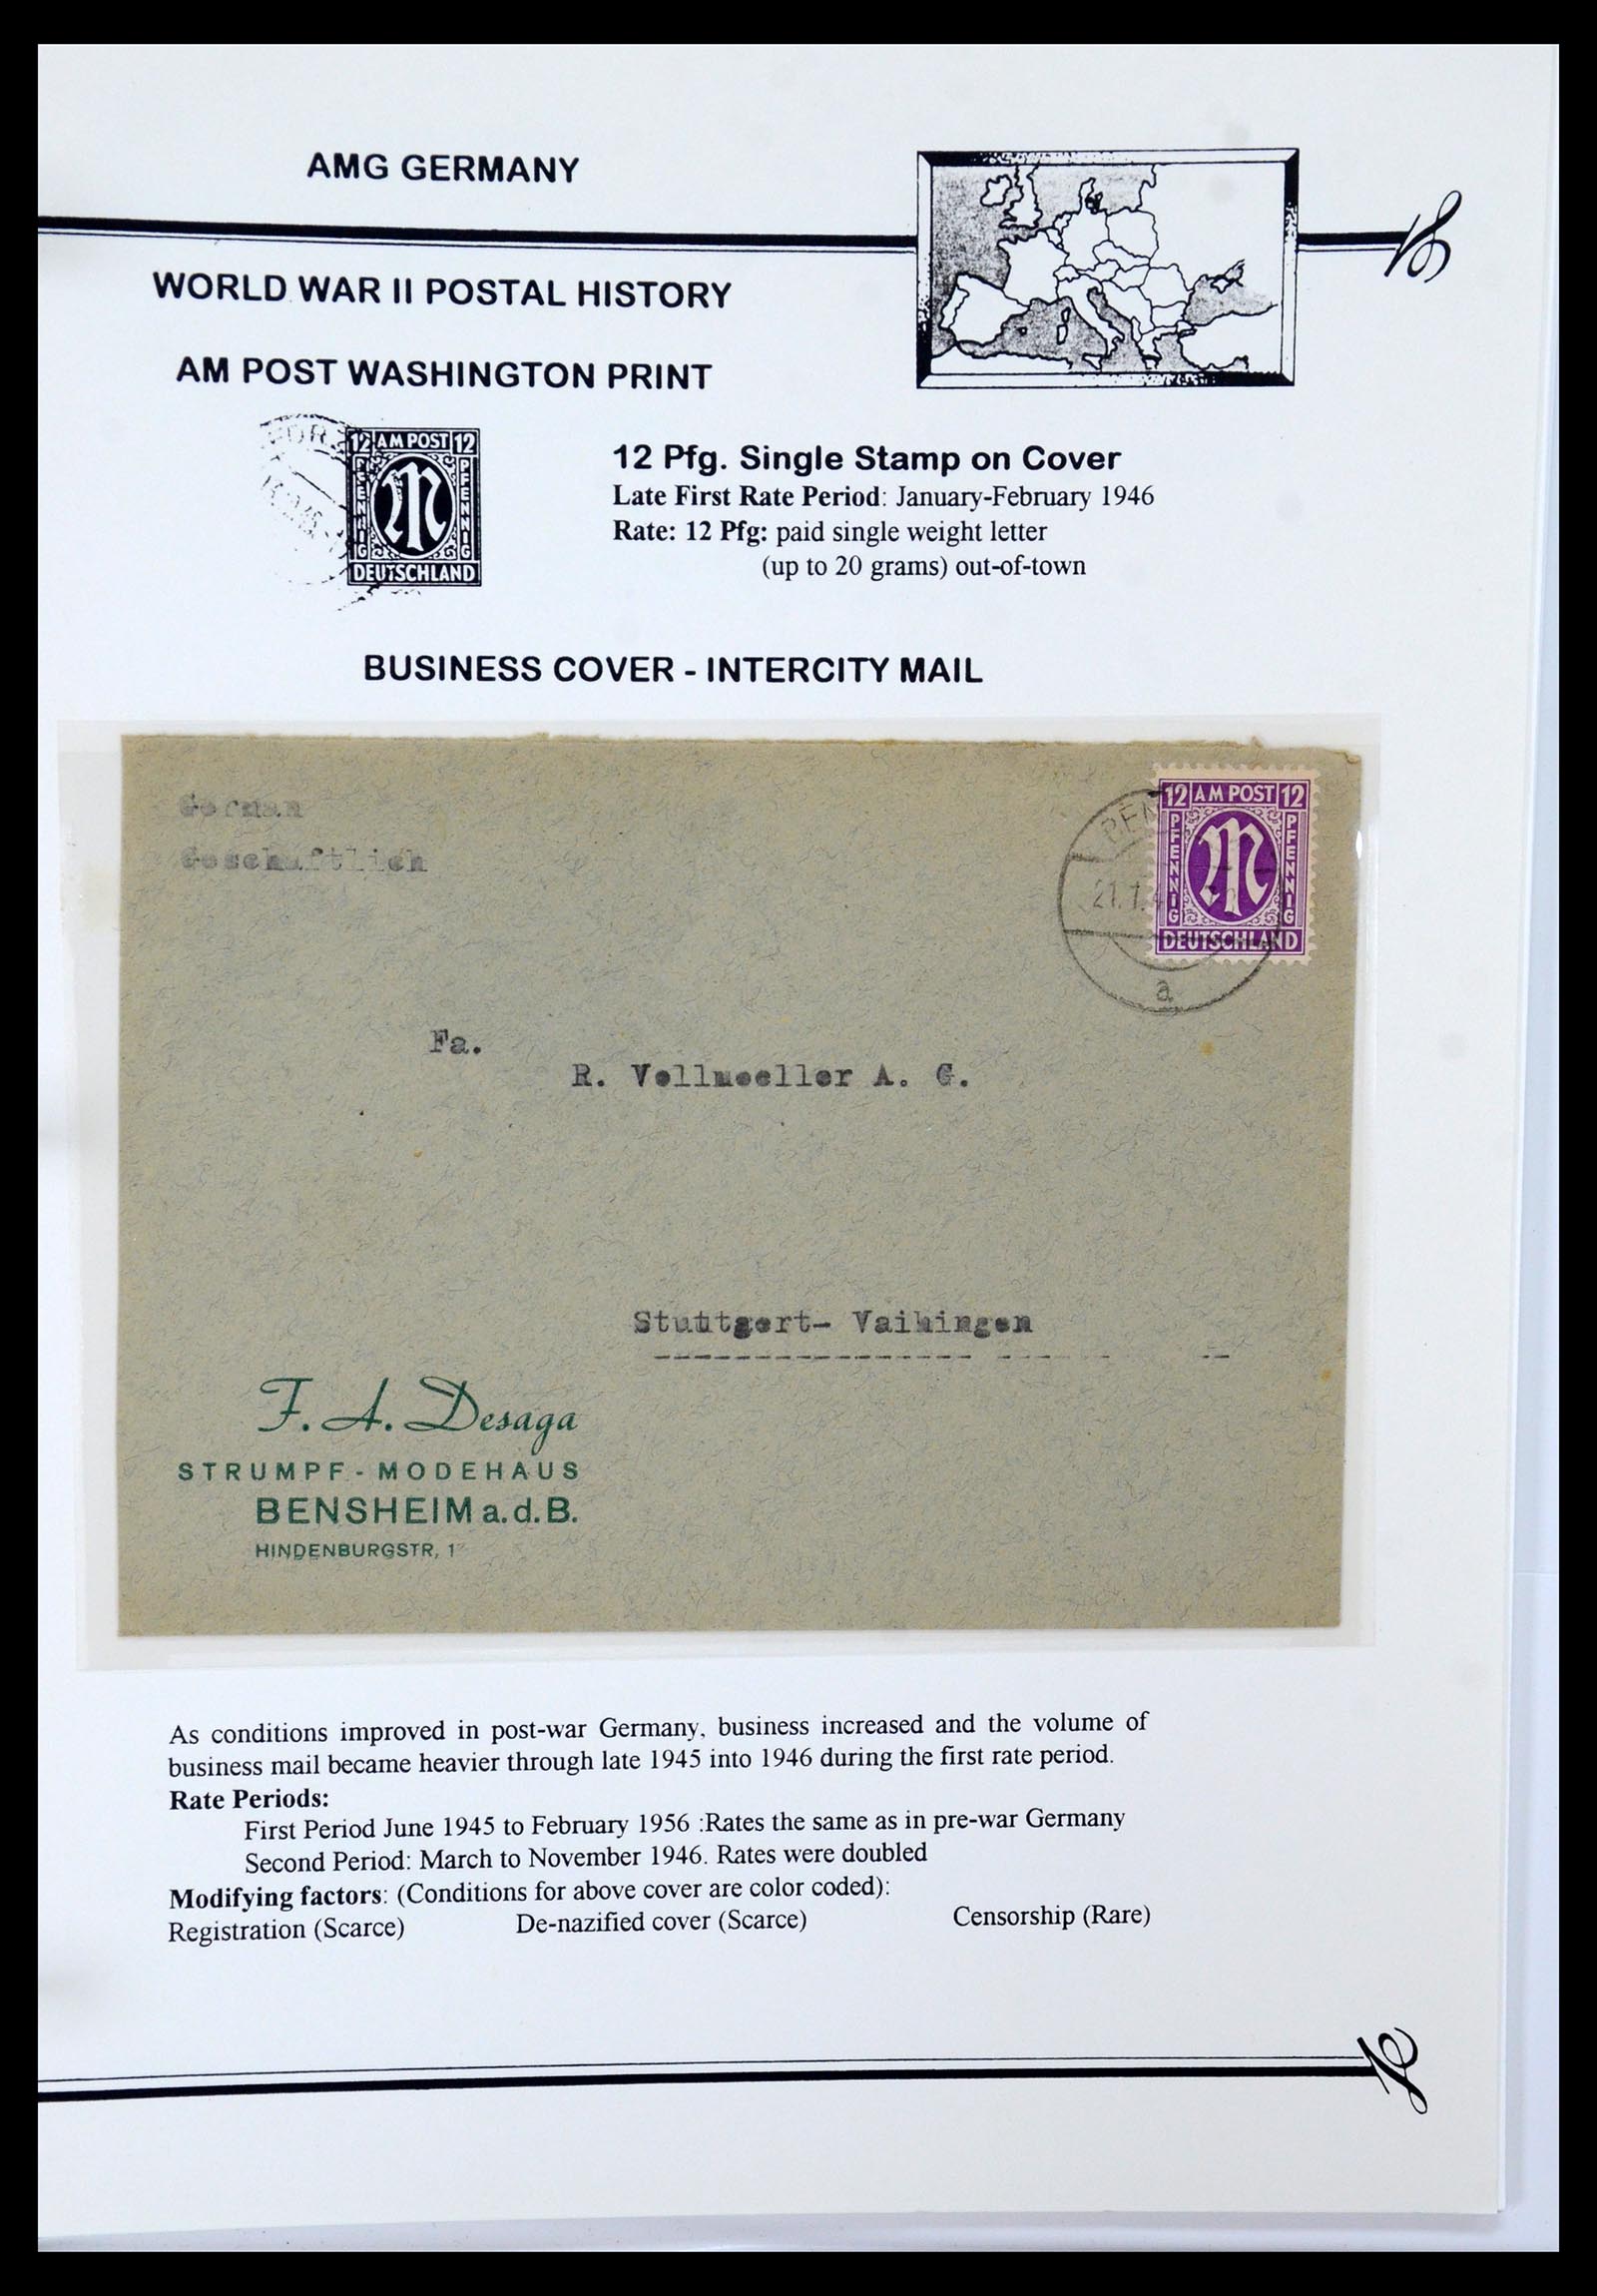 AMG GERMANY
WORLD WAR II POSTAL HISTORY
AM POST WASHINGTON PRINT
12 AM POST 12
PFENNIG
PFENNIG
DEUTSCHLAND
12 Pfg. Single Stamp on Cover
Late First Rate Period: January-February 1946
Rate: 12 Pfg: paid single weight letter
(up to 20 grams) out-of-town
BUSINESS COVER - INTERCITY MAIL
German
Geschaftlich
12 AM POST 12
PFENNIG
PFENNIG
DEUTSCHLAND
21.1.
a
Fa.
R. Vollmoeller A. G.
Stuttgart- Vaihingen
F. A. Desaga
STRUMPF-MODEHAUS
BENSHEIM a.d.B.
HINDENBURGSTR, 1
As conditions improved in post-war Germany, business increased and the volume of
business mail became heavier through late 1945 into 1946 during the first rate period.
Rate Periods:
First Period June 1945 to February 1956 :Rates the same as in pre-war Germany
Second Period: March to November 1946. Rates were doubled
Modifying factors: (Conditions for above cover are color coded):
Registration (Scarce) De-nazified cover (Scarce) Censorship (Rare)